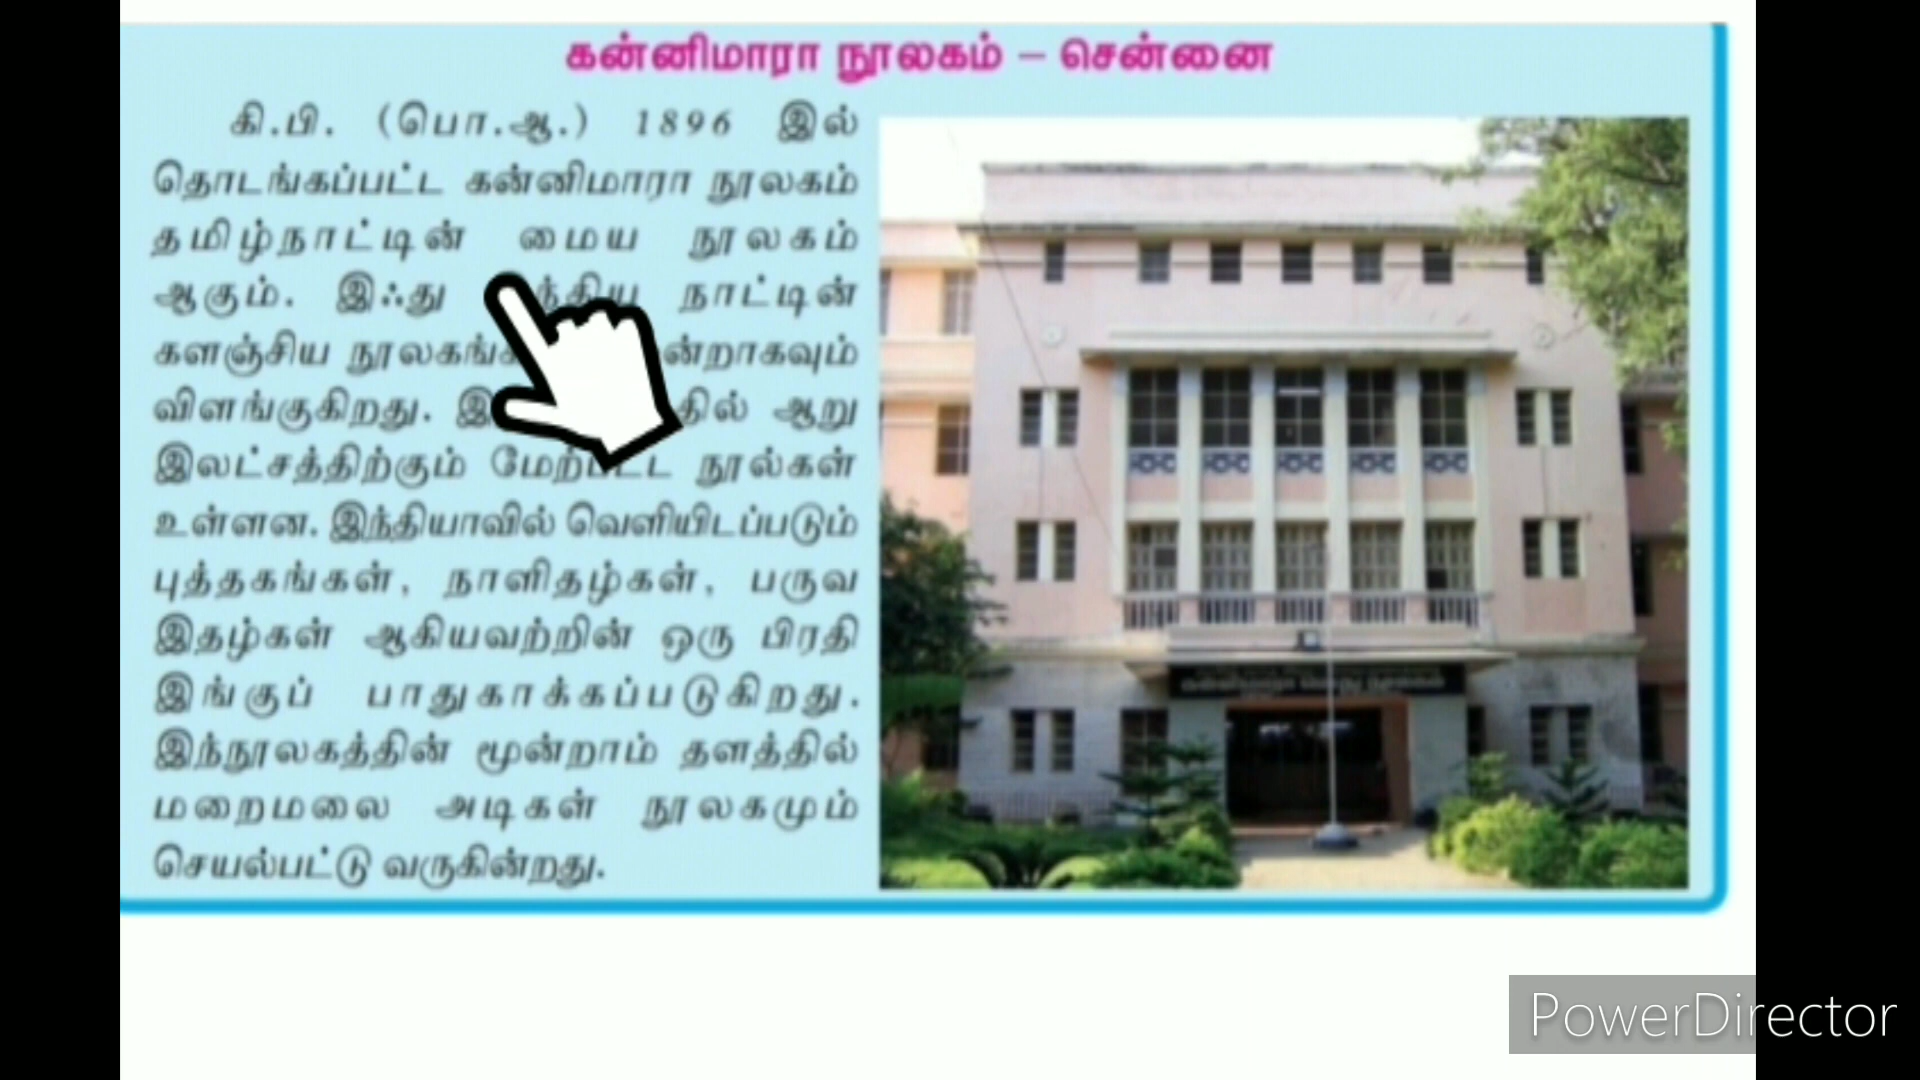 கன்னிமாரா நூலகம் – சென்னை
கி.பி. (பொ.ஆ.) 1896 இல்
தொடங்கப்பட்ட கன்னிமாரா நூலகம்
தமிழ்நாட்டின் மைய நூலகம்
ஆகும். இஃது நாட்டின்
களஞ்சிய
விளங்குகிறது. ஆறு
இலட்சத்திற்கும் மேற்பட்ட நூல்கள்
உள்ளன. இந்தியாவில் வெளியிடப்படும்
புத்தகங்கள், நாளிதழ்கள், பருவ
இதழ்கள் ஆகியவற்றின் ஒரு பிரதி
இங்குப் பாதுகாக்கப்படுகிறது.
இந்நூலகத்தின் மூன்றாம் தளத்தில்
மறைமலை அடிகள் நூலகமும்
செயல்பட்டு வருகின்றது.
PowerDirector